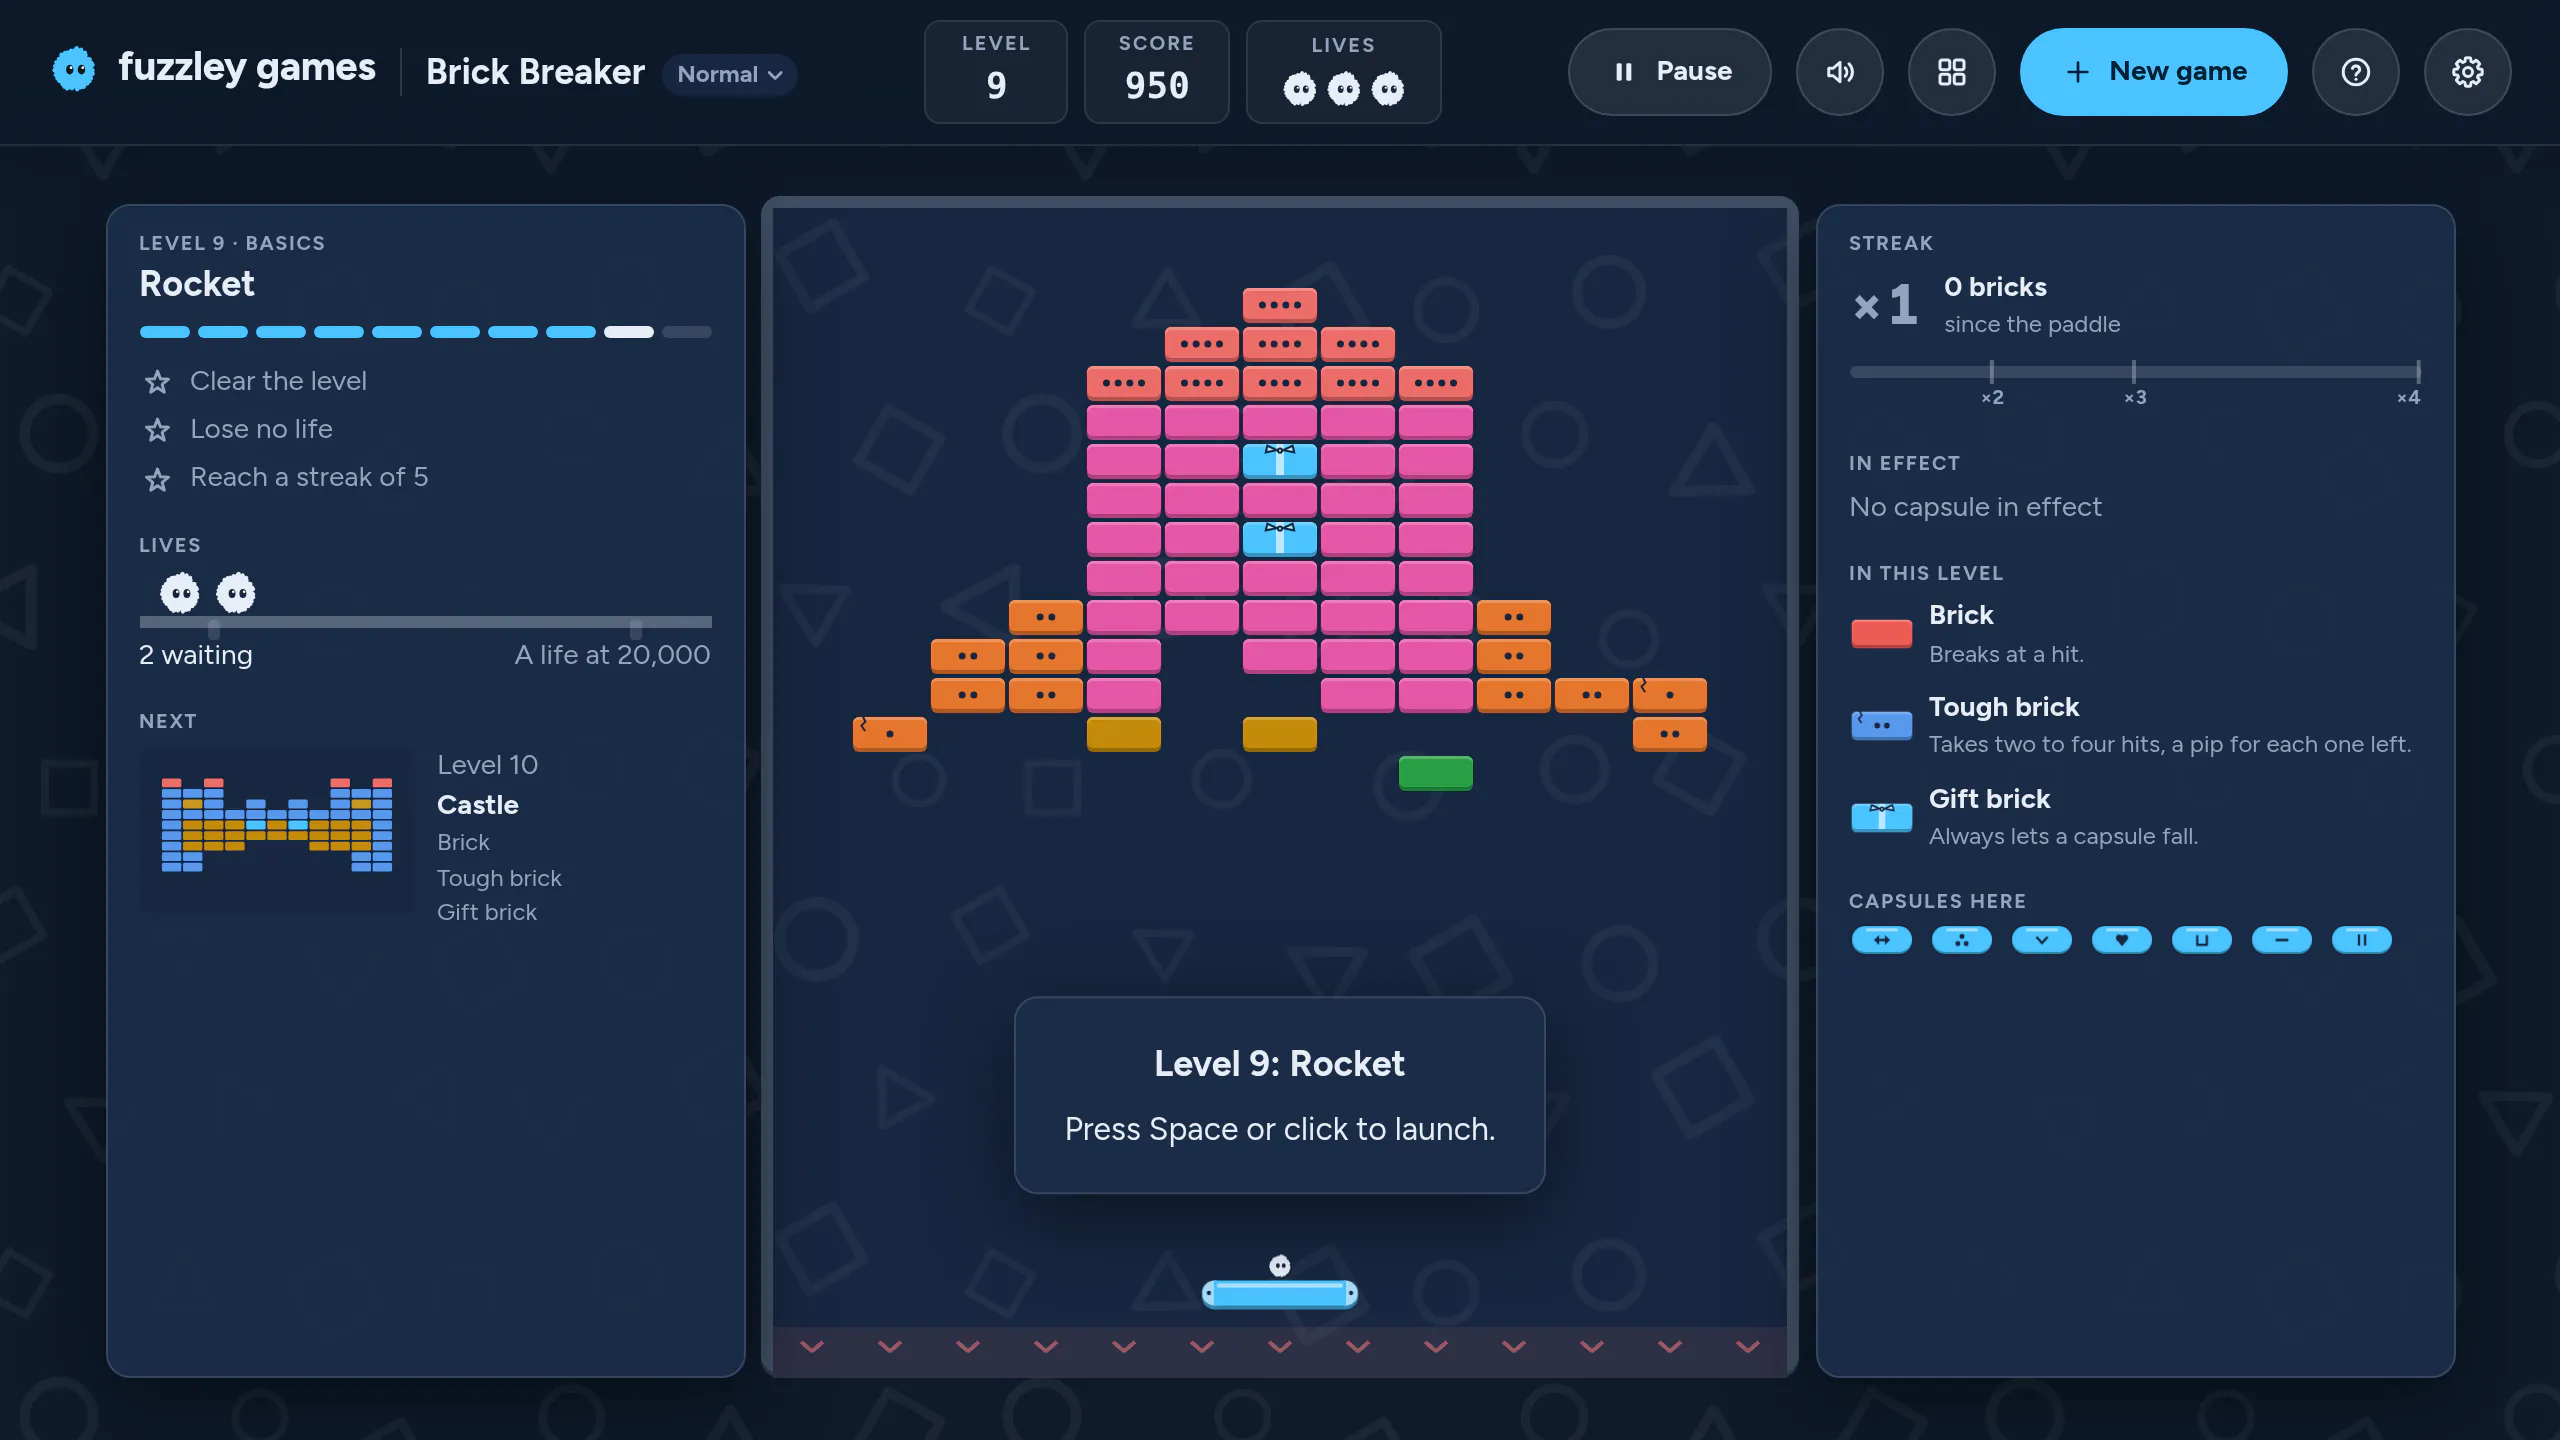 fuzzley games
Brick Breaker
Normal
LEVEL
9
SCORE
950
LIVES
Pause
New game
LEVEL 9 · BASICS
Rocket
Clear the level
Lose no life
Reach a streak of 5
LIVES
2 waiting
A life at 20,000
NEXT
Level 10
Castle
Brick
Tough brick
Gift brick
Level 9: Rocket
Press Space or click to launch.
STREAK
×1
0 bricks
since the paddle
×2
×3
×4
IN EFFECT
No capsule in effect
IN THIS LEVEL
Brick
Breaks at a hit.
Tough brick
Takes two to four hits, a pip for each one left.
Gift brick
Always lets a capsule fall.
CAPSULES HERE